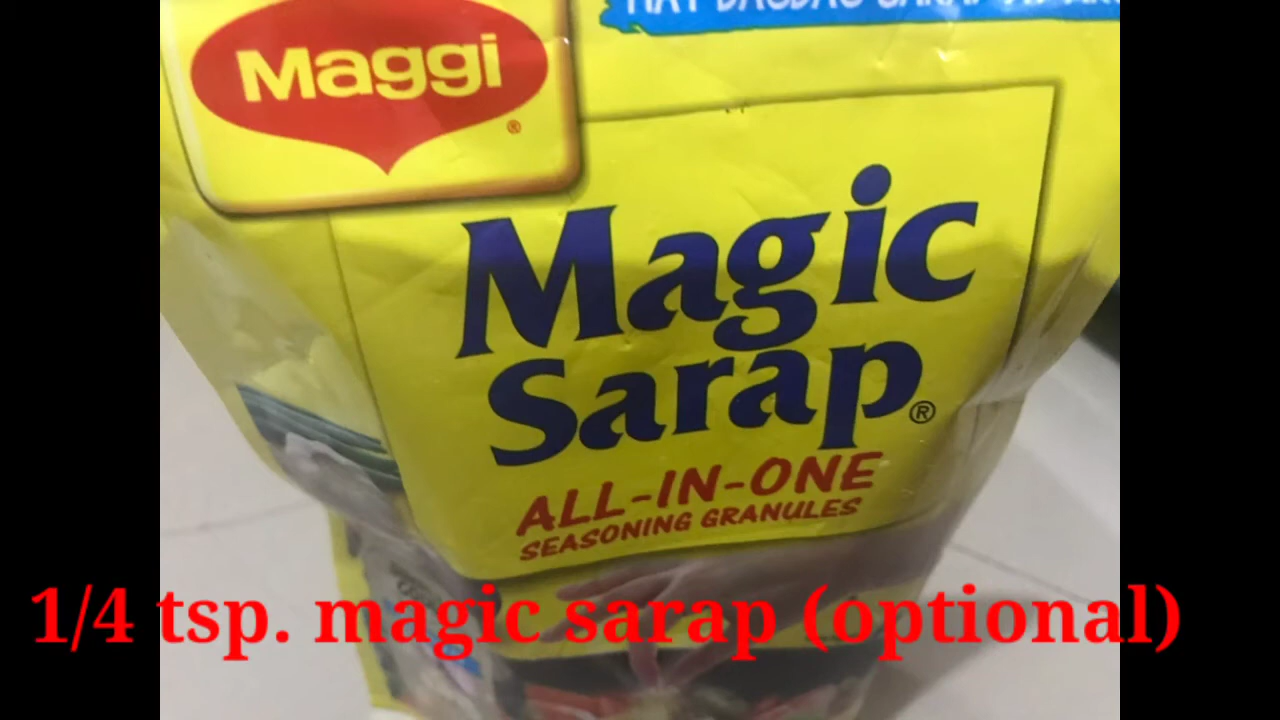 Maggi
®
Magic
Sarap®
ALL-IN-ONE
SEASONING GRANULES
1/4 tsp. magic sarap (optional)